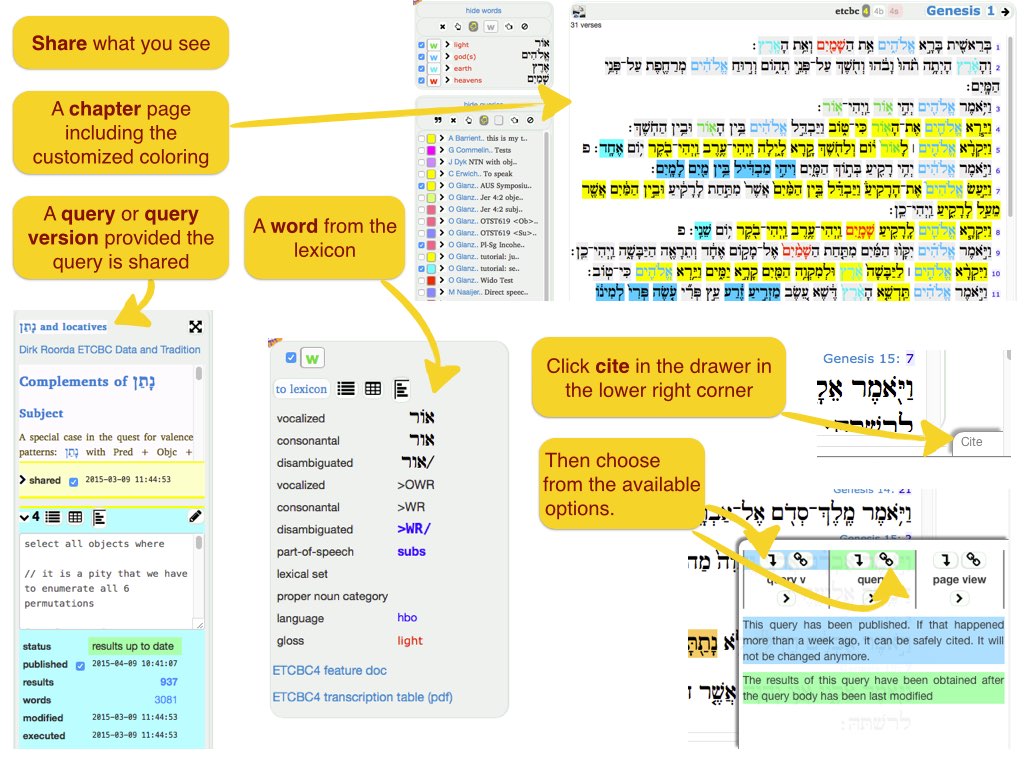 Share what you see
A chapter page
including the
customized coloring
A query or query
version provided the
query is shared
A word from the
lexicon
Click cite in the drawer in
the lower right corner
Then choose
from the available
options.
hide words
w light אוֹר
w god(s) אֱלֹהִים
w earth אֶרֶץ
w heavens שָׁמַיִם
hide queries
A Barrient.. this is my t..
G Commelin.. Tests
J Dyk NTN with obj..
C Erwich.. To speak
O Glanz.. AUS Symposiu..
O Glanz.. Jer 4:2 obje..
O Glanz.. Jer 4:2 subj..
O Glanz.. OTST619 <Ob>..
O Glanz.. OTST619 <Su>..
O Glanz.. Pl-Sg Incohe..
O Glanz.. tutorial: ju..
O Glanz.. tutorial: se..
O Glanz.. Wido Test
M Naaijer.. Direct speec..
31 verses
etcbc 4 4b 4s Genesis 1
בְּרֵאשִׁית בָּרָא אֱלֹהִים אֵת הַשָּׁמַיִם וְאֵת הָאָרֶץ׃ 1
וְהָאָרֶץ הָיְתָה תֹהוּ וָבֹהוּ וְחֹשֶׁךְ עַל־פְּנֵי תְהוֹם וְרוּחַ אֱלֹהִים מְרַחֶפֶת עַל־פְּנֵי 2
הַמָּיִם׃
וַיֹּאמֶר אֱלֹהִים יְהִי אוֹר וַיְהִי־אוֹר׃ 3
וַיַּרְא אֱלֹהִים אֶת־הָאוֹר כִּי־טוֹב וַיַּבְדֵּל אֱלֹהִים בֵּין הָאוֹר וּבֵין הַחֹשֶׁךְ׃ 4
וַיִּקְרָא אֱלֹהִים ׀ לָאוֹר יוֹם וְלַחֹשֶׁךְ קָרָא לָיְלָה וַיְהִי־עֶרֶב וַיְהִי־בֹקֶר יוֹם אֶחָד׃ פ 5
וַיֹּאמֶר אֱלֹהִים יְהִי רָקִיעַ בְּתוֹךְ הַמָּיִם וִיהִי מַבְדִּיל בֵּין מַיִם לָמָיִם׃ 6
וַיַּעַשׂ אֱלֹהִים אֶת־הָרָקִיעַ וַיַּבְדֵּל בֵּין הַמַּיִם אֲשֶׁר מִתַּחַת לָרָקִיעַ וּבֵין הַמַּיִם אֲשֶׁר 7
מֵעַל לָרָקִיעַ וַיְהִי־כֵן׃
וַיִּקְרָא אֱלֹהִים לָרָקִיעַ שָׁמָיִם וַיְהִי־עֶרֶב וַיְהִי־בֹקֶר יוֹם שֵׁנִי׃ פ 8
וַיֹּאמֶר אֱלֹהִים יִקָּווּ הַמַּיִם מִתַּחַת הַשָּׁמַיִם אֶל־מָקוֹם אֶחָד וְתֵרָאֶה הַיַּבָּשָׁה וַיְהִי־כֵן׃ 9
וַיִּקְרָא אֱלֹהִים ׀ לַיַּבָּשָׁה אֶרֶץ וּלְמִקְוֵה הַמַּיִם קָרָא יַמִּים וַיַּרְא אֱלֹהִים כִּי־טוֹב׃ 10
וַיֹּאמֶר אֱלֹהִים תַּדְשֵׁא הָאָרֶץ דֶּשֶׁא עֵשֶׂב מַזְרִיעַ זֶרַע עֵץ פְּרִי עֹשֶׂה פְּרִי לְמִינוֹ 11
נָתַן and locatives
Dirk Roorda ETCBC Data and Tradition
Complements of נָתַן
Subject
A special case in the quest for valence
patterns: נָתַן with Pred + Objc +
shared 2015-03-09 11:44:53
4
select all objects where
// it is a pity that we have
to enumerate all 6
permutations
status results up to date
published 2015-04-09 10:41:07
results 937
words 3081
modified 2015-03-09 11:44:53
executed 2015-03-09 11:44:53
w
to lexicon
vocalized אוֹר
consonantal אור
disambiguated אור/
vocalized >OWR
consonantal >WR
disambiguated >WR/
part-of-speech subs
lexical set
proper noun category
language hbo
gloss light
ETCBC4 feature doc
ETCBC4 transcription table (pdf)
Genesis 15: 7
וַיֹּאמֶר אֵלָ
לְרִשְׁתָּהּ׃
Cite
Genesis 14: 21
וַיֹּאמֶר מֶלֶךְ־סְדֹם אֶל־אַבְרָ
query v query page view
This query has been published. If that happened
more than a week ago, it can be safely cited. It will
not be changed anymore.
The results of this query have been obtained after
the query body has been last modified
נָתַתָּה
אֲשֶׁר
לְרִשְׁתָּהּ׃